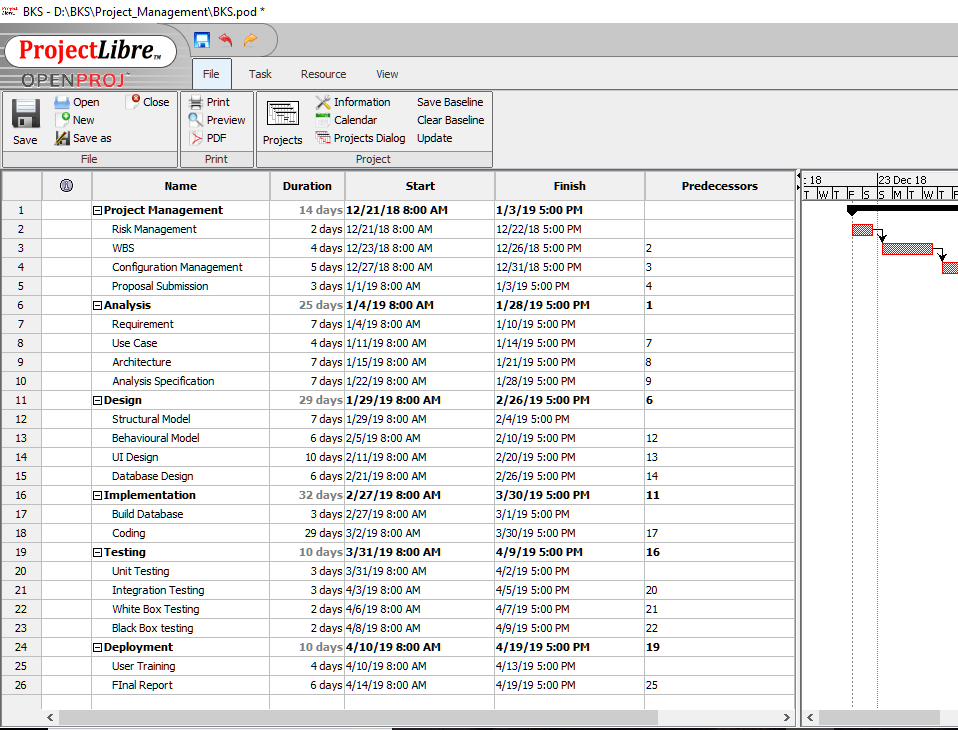 BKS - D:\BKS\Project_Management\BKS.pod *
ProjectLibre™
OPENPROJ
File Task Resource View
Save Open New Save as Close
File
Print Preview PDF
Print
Projects Information Calendar Projects Dialog Save Baseline Clear Baseline Update
Project
Name Duration Start Finish Predecessors
: 18 23 Dec 18
T W T F S S M T W T F
1 Project Management 14 days 12/21/18 8:00 AM 1/3/19 5:00 PM
2 Risk Management 2 days 12/21/18 8:00 AM 12/22/18 5:00 PM
3 WBS 4 days 12/23/18 8:00 AM 12/26/18 5:00 PM 2
4 Configuration Management 5 days 12/27/18 8:00 AM 12/31/18 5:00 PM 3
5 Proposal Submission 3 days 1/1/19 8:00 AM 1/3/19 5:00 PM 4
6 Analysis 25 days 1/4/19 8:00 AM 1/28/19 5:00 PM 1
7 Requirement 7 days 1/4/19 8:00 AM 1/10/19 5:00 PM
8 Use Case 4 days 1/11/19 8:00 AM 1/14/19 5:00 PM 7
9 Architecture 7 days 1/15/19 8:00 AM 1/21/19 5:00 PM 8
10 Analysis Specification 7 days 1/22/19 8:00 AM 1/28/19 5:00 PM 9
11 Design 29 days 1/29/19 8:00 AM 2/26/19 5:00 PM 6
12 Structural Model 7 days 1/29/19 8:00 AM 2/4/19 5:00 PM
13 Behavioural Model 6 days 2/5/19 8:00 AM 2/10/19 5:00 PM 12
14 UI Design 10 days 2/11/19 8:00 AM 2/20/19 5:00 PM 13
15 Database Design 6 days 2/21/19 8:00 AM 2/26/19 5:00 PM 14
16 Implementation 32 days 2/27/19 8:00 AM 3/30/19 5:00 PM 11
17 Build Database 3 days 2/27/19 8:00 AM 3/1/19 5:00 PM
18 Coding 29 days 3/2/19 8:00 AM 3/30/19 5:00 PM 17
19 Testing 10 days 3/31/19 8:00 AM 4/9/19 5:00 PM 16
20 Unit Testing 3 days 3/31/19 8:00 AM 4/2/19 5:00 PM
21 Integration Testing 3 days 4/3/19 8:00 AM 4/5/19 5:00 PM 20
22 White Box Testing 2 days 4/6/19 8:00 AM 4/7/19 5:00 PM 21
23 Black Box testing 2 days 4/8/19 8:00 AM 4/9/19 5:00 PM 22
24 Deployment 10 days 4/10/19 8:00 AM 4/19/19 5:00 PM 19
25 User Training 4 days 4/10/19 8:00 AM 4/13/19 5:00 PM
26 FInal Report 6 days 4/14/19 8:00 AM 4/19/19 5:00 PM 25